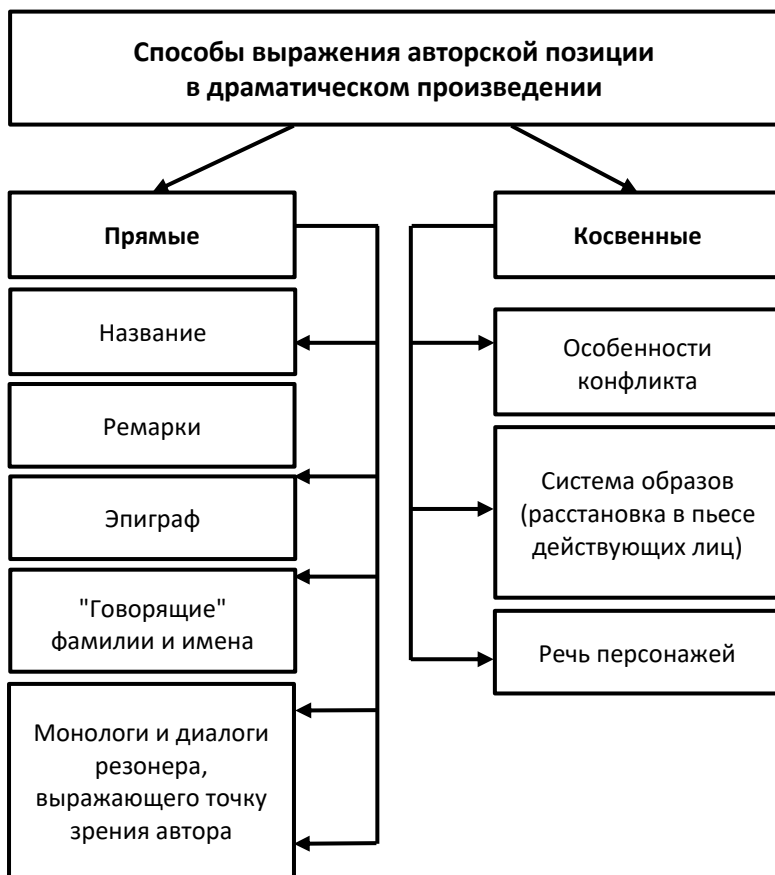 Способы выражения авторской позиции
в драматическом произведении
Прямые
Название
Ремарки
Эпиграф
"Говорящие"
фамилии и имена
Монологи и диалоги
резонера,
выражающего точку
зрения автора
Косвенные
Особенности
конфликта
Система образов
(расстановка в пьесе
действующих лиц)
Речь персонажей